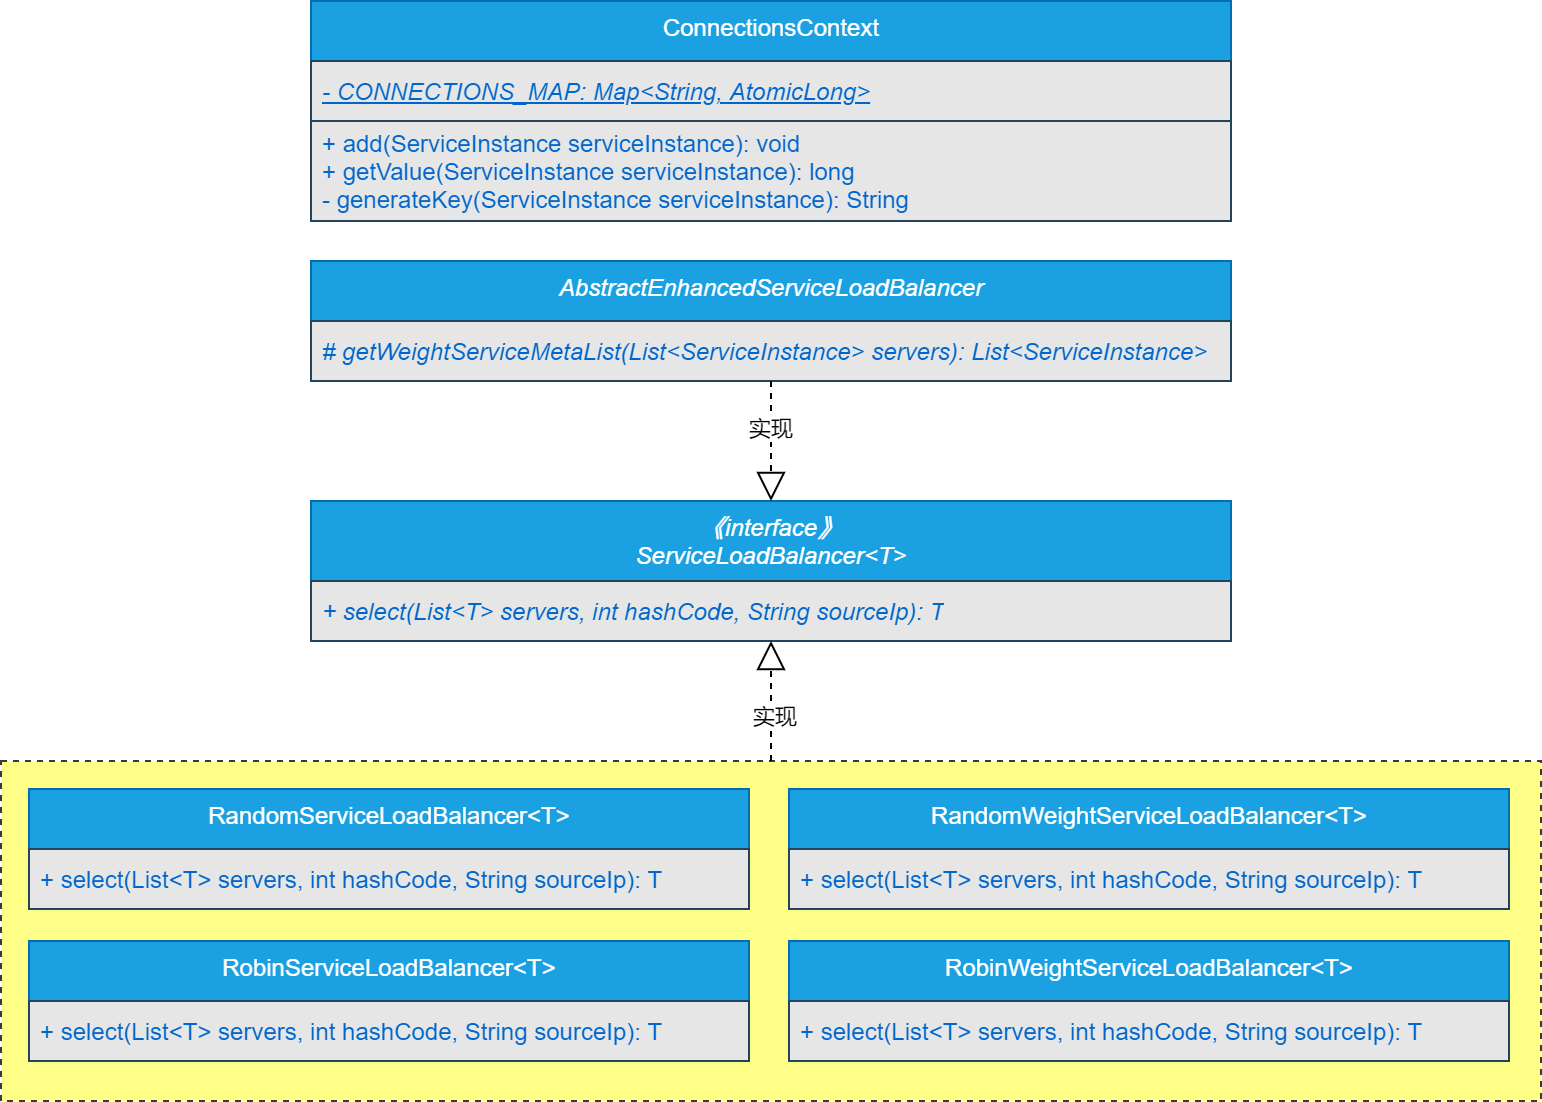 ConnectionsContext
- CONNECTIONS_MAP: Map<String, AtomicLong>
+ add(ServiceInstance serviceInstance): void
+ getValue(ServiceInstance serviceInstance): long
- generateKey(ServiceInstance serviceInstance): String
AbstractEnhancedServiceLoadBalancer
# getWeightServiceMetaList(List<ServiceInstance> servers): List<ServiceInstance>
实现
《interface》
ServiceLoadBalancer<T>
+ select(List<T> servers, int hashCode, String sourceIp): T
实现
RandomServiceLoadBalancer<T>
+ select(List<T> servers, int hashCode, String sourceIp): T
RandomWeightServiceLoadBalancer<T>
+ select(List<T> servers, int hashCode, String sourceIp): T
RobinServiceLoadBalancer<T>
+ select(List<T> servers, int hashCode, String sourceIp): T
RobinWeightServiceLoadBalancer<T>
+ select(List<T> servers, int hashCode, String sourceIp): T